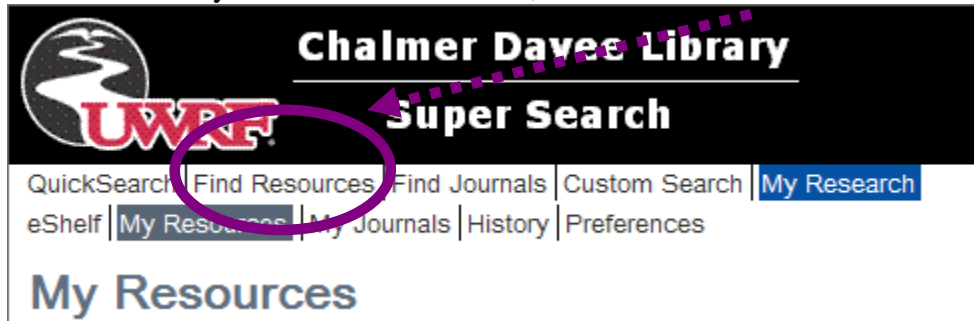 Chalmer Davee Library
UWRF
Super Search
QuickSearch Find Resources Find Journals Custom Search My Research
eShelf My Resources My Journals History Preferences
My Resources